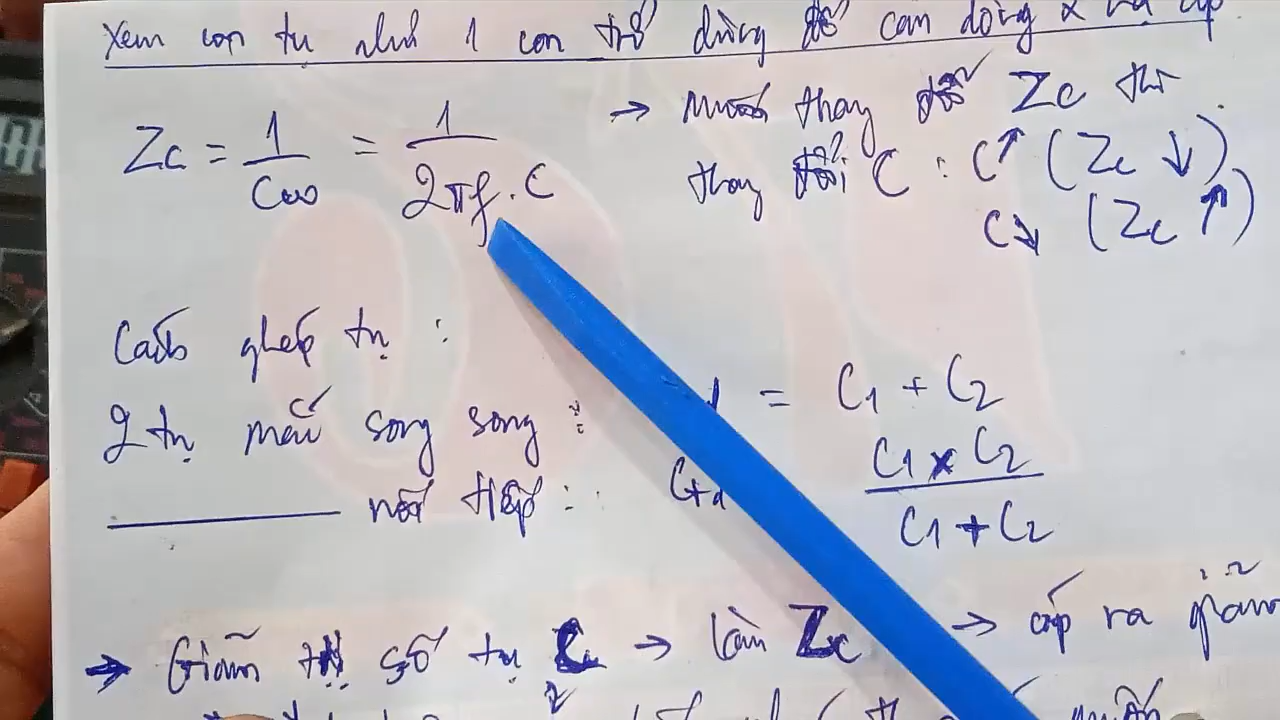 Xem con tụ như 1 con trở dùng để cản dòng
Zc = 1/Cω = 1/2πf.C
→ Muốn thay đổi Zc thì
thay đổi C : C↑ (Zc ↓)
C↓ (Zc ↑)
Cách ghép tụ :
2 tụ mắc song song : = C1 + C2
nối tiếp : Ctđ C1 x C2 / C1 + C2
→ Giảm trị số tụ C → làm Zc → áp ra giảm